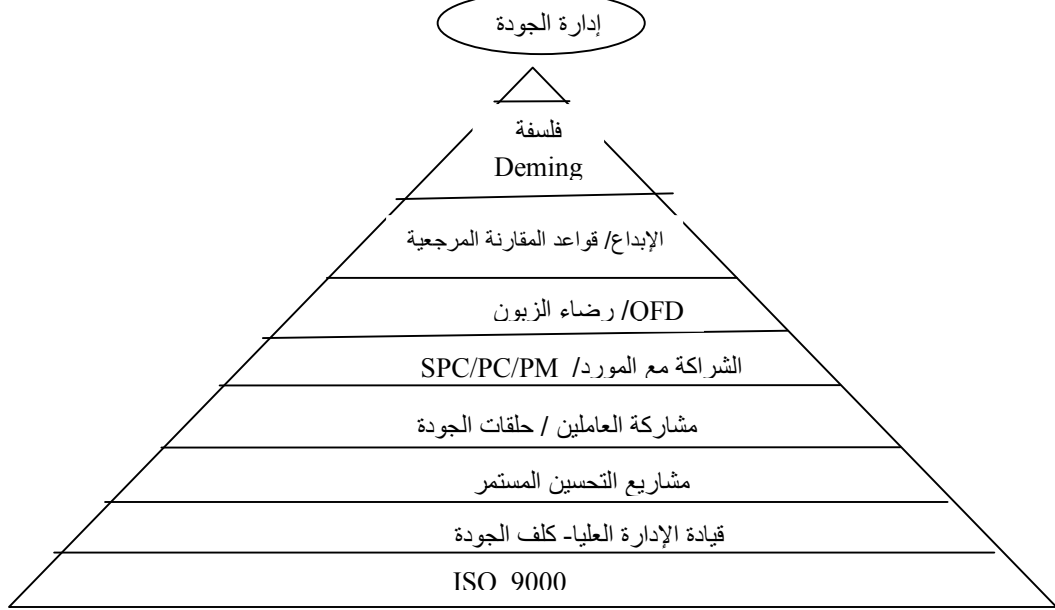 إدارة الجودة
فلسفة
Deming
الإبداع/ قواعد المقارنة المرجعية
QFD/ رضاء الزبون
الشراكة مع المورد/ SPC/PC/PM
مشاركة العاملين / حلقات الجودة
مشاريع التحسين المستمر
قيادة الإدارة العليا- كلف الجودة
ISO 9000